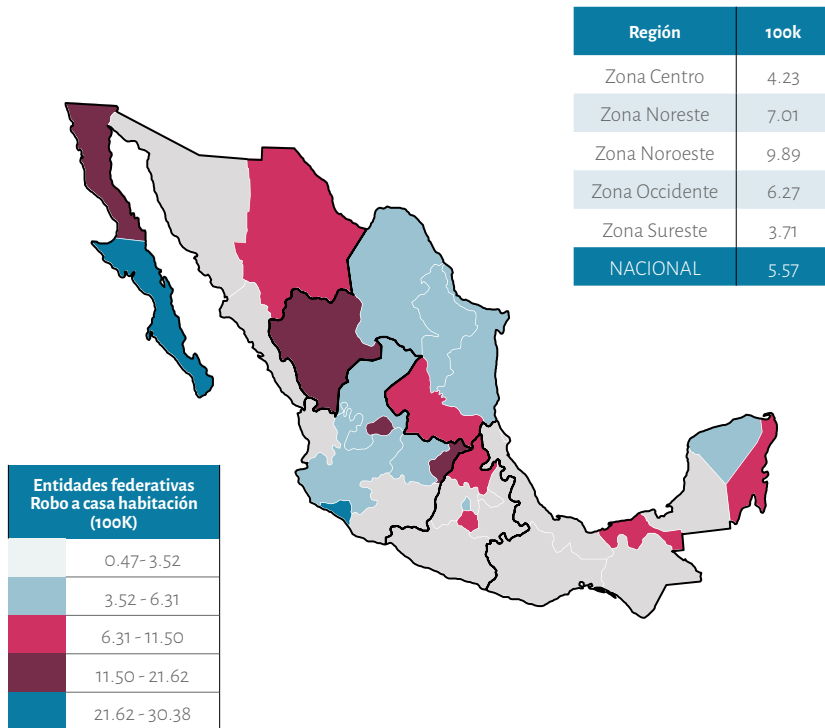 Región 100k
Zona Centro 4.23
Zona Noreste 7.01
Zona Noroeste 9.89
Zona Occidente 6.27
Zona Sureste 3.71
NACIONAL 5.57
Entidades federativas
Robo a casa habitación
(100K)
0.47-3.52
3.52 - 6.31
6.31 - 11.50
11.50 - 21.62
21.62 - 30.38